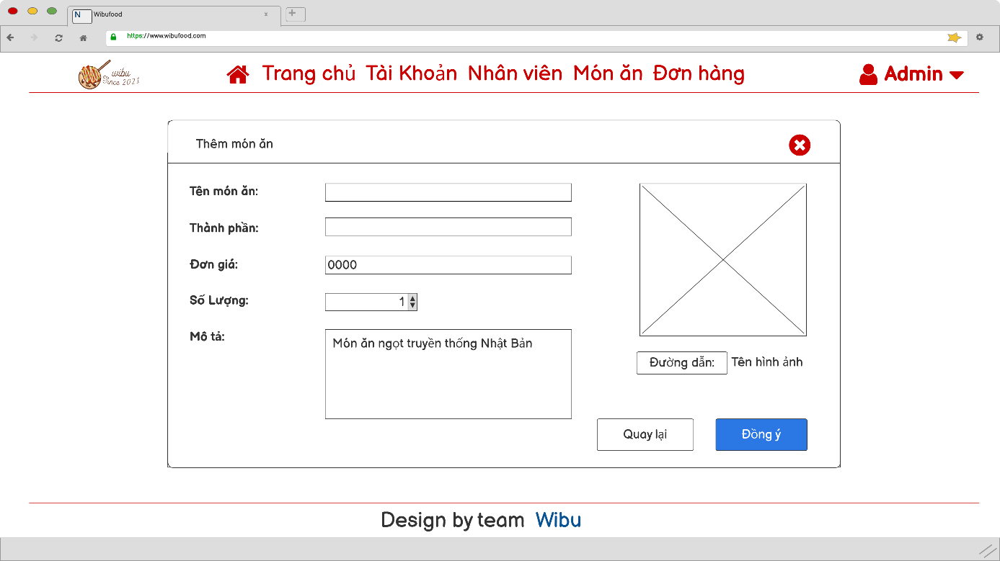 N Wibufood x +
https://www.wibufood.com
wibu
Since 2021
Trang chủ Tài Khoản Nhân viên Món ăn Đơn hàng
Admin
Thêm món ăn
Tên món ăn:
Thành phần:
Đơn giá: 0000
Số Lượng: 1
Mô tả: Món ăn ngọt truyền thống Nhật Bản
Đường dẫn: Tên hình ảnh
Quay lại Đồng ý
Design by team Wibu